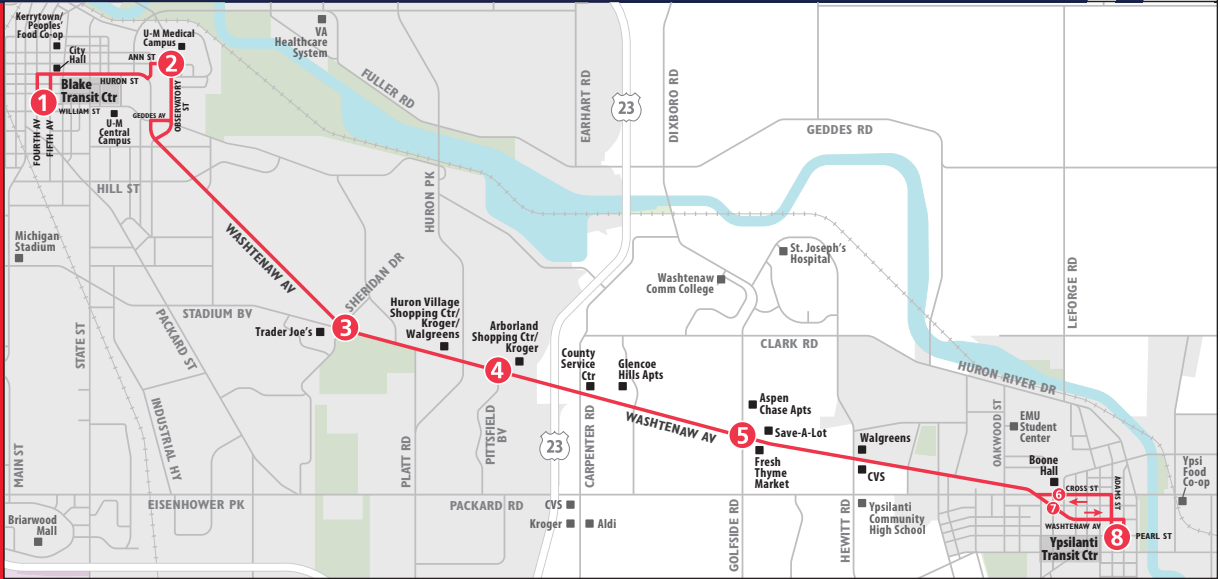 Kerrytown/
Peoples'
Food Co-op
City
Hall
U-M Medical
Campus
ANN ST
2
VA
Healthcare
System
HURON ST
Blake
Transit Ctr
1
WILLIAM ST
FOURTH AV
FIFTH AV
U-M
Central
Campus
GEDDES AV
OBSERVATORY
ST
FULLER RD
EARHART RD
23
DIXBORO RD
GEDDES RD
HILL ST
HURON PK
WASHTENAW AV
Michigan
Stadium
SHERIDAN DR
Washtenaw
Comm College
St. Joseph's
Hospital
LEFORGE RD
STADIUM BV
STATE ST
PACKARD ST
Trader Joe's
3
Huron Village
Shopping Ctr/
Kroger/
Walgreens
Arborland
Shopping Ctr/
Kroger
4
County
Service
Ctr
Glencoe
Hills Apts
CLARK RD
HURON RIVER DR
INDUSTRIAL HY
MAIN ST
PLATT RD
PITTSFIELD
BV
23
CARPENTER RD
WASHTENAW AV
5
Aspen
Chase Apts
Save-A-Lot
Fresh
Thyme
Market
Walgreens
CVS
OAKWOOD ST
EMU
Student
Center
Boone
Hall
CROSS ST
6
7
ADAMS ST
Ypsi
Food
Co-op
EISENHOWER PK
PACKARD RD
CVS
Kroger
Aldi
GOLFSIDE RD
HEWITT RD
Ypsilanti
Community
High School
WASHTENAW AV
8
PEARL ST
Ypsilanti
Transit Ctr
Briarwood
Mall